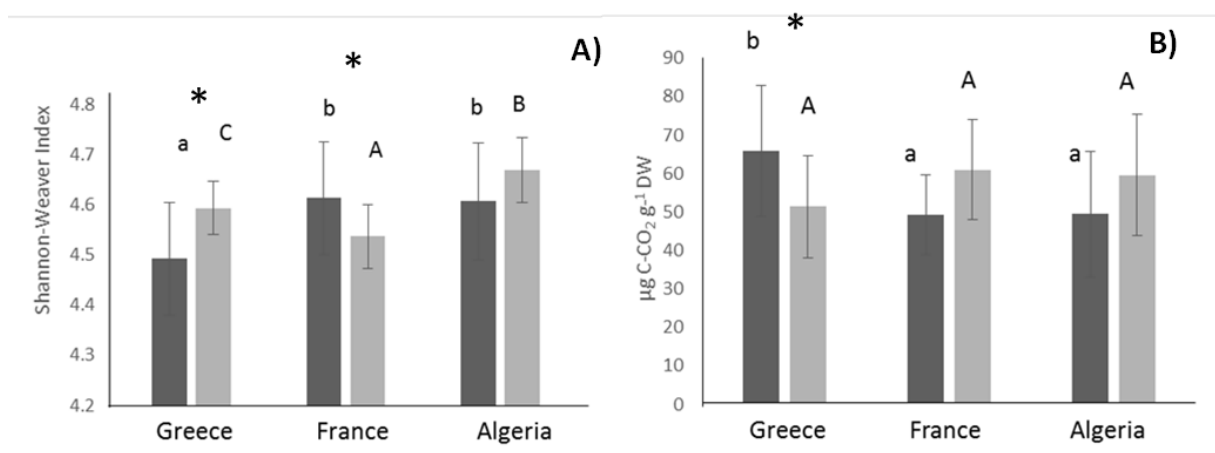 A)
* *
a C b A b B
Shannon-Weaver Index
4.8
4.7
4.6
4.5
4.4
4.3
4.2
Greece France Algeria
B)
*
b A a A a A
µg C-CO₂ g-¹ DW
90
80
70
60
50
40
30
20
10
0
Greece France Algeria